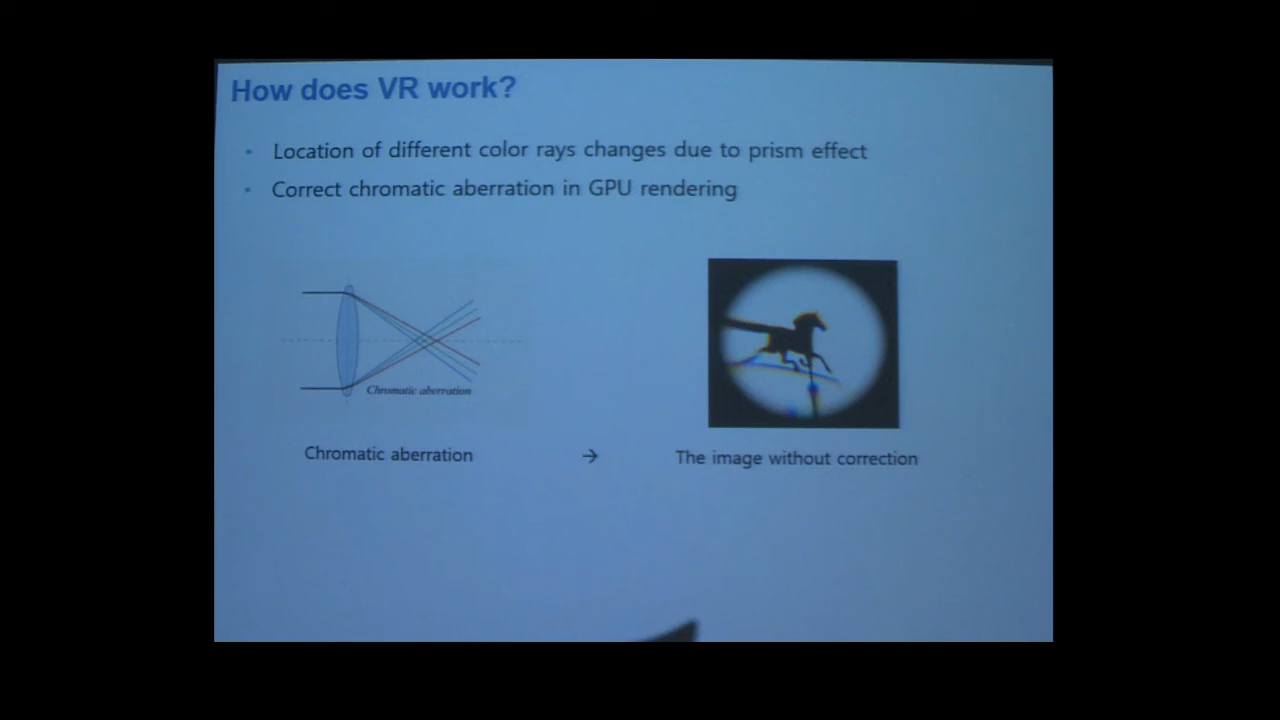 How does VR work?
• Location of different color rays changes due to prism effect
• Correct chromatic aberration in GPU rendering
Chromatic aberration
Chromatic aberration → The image without correction